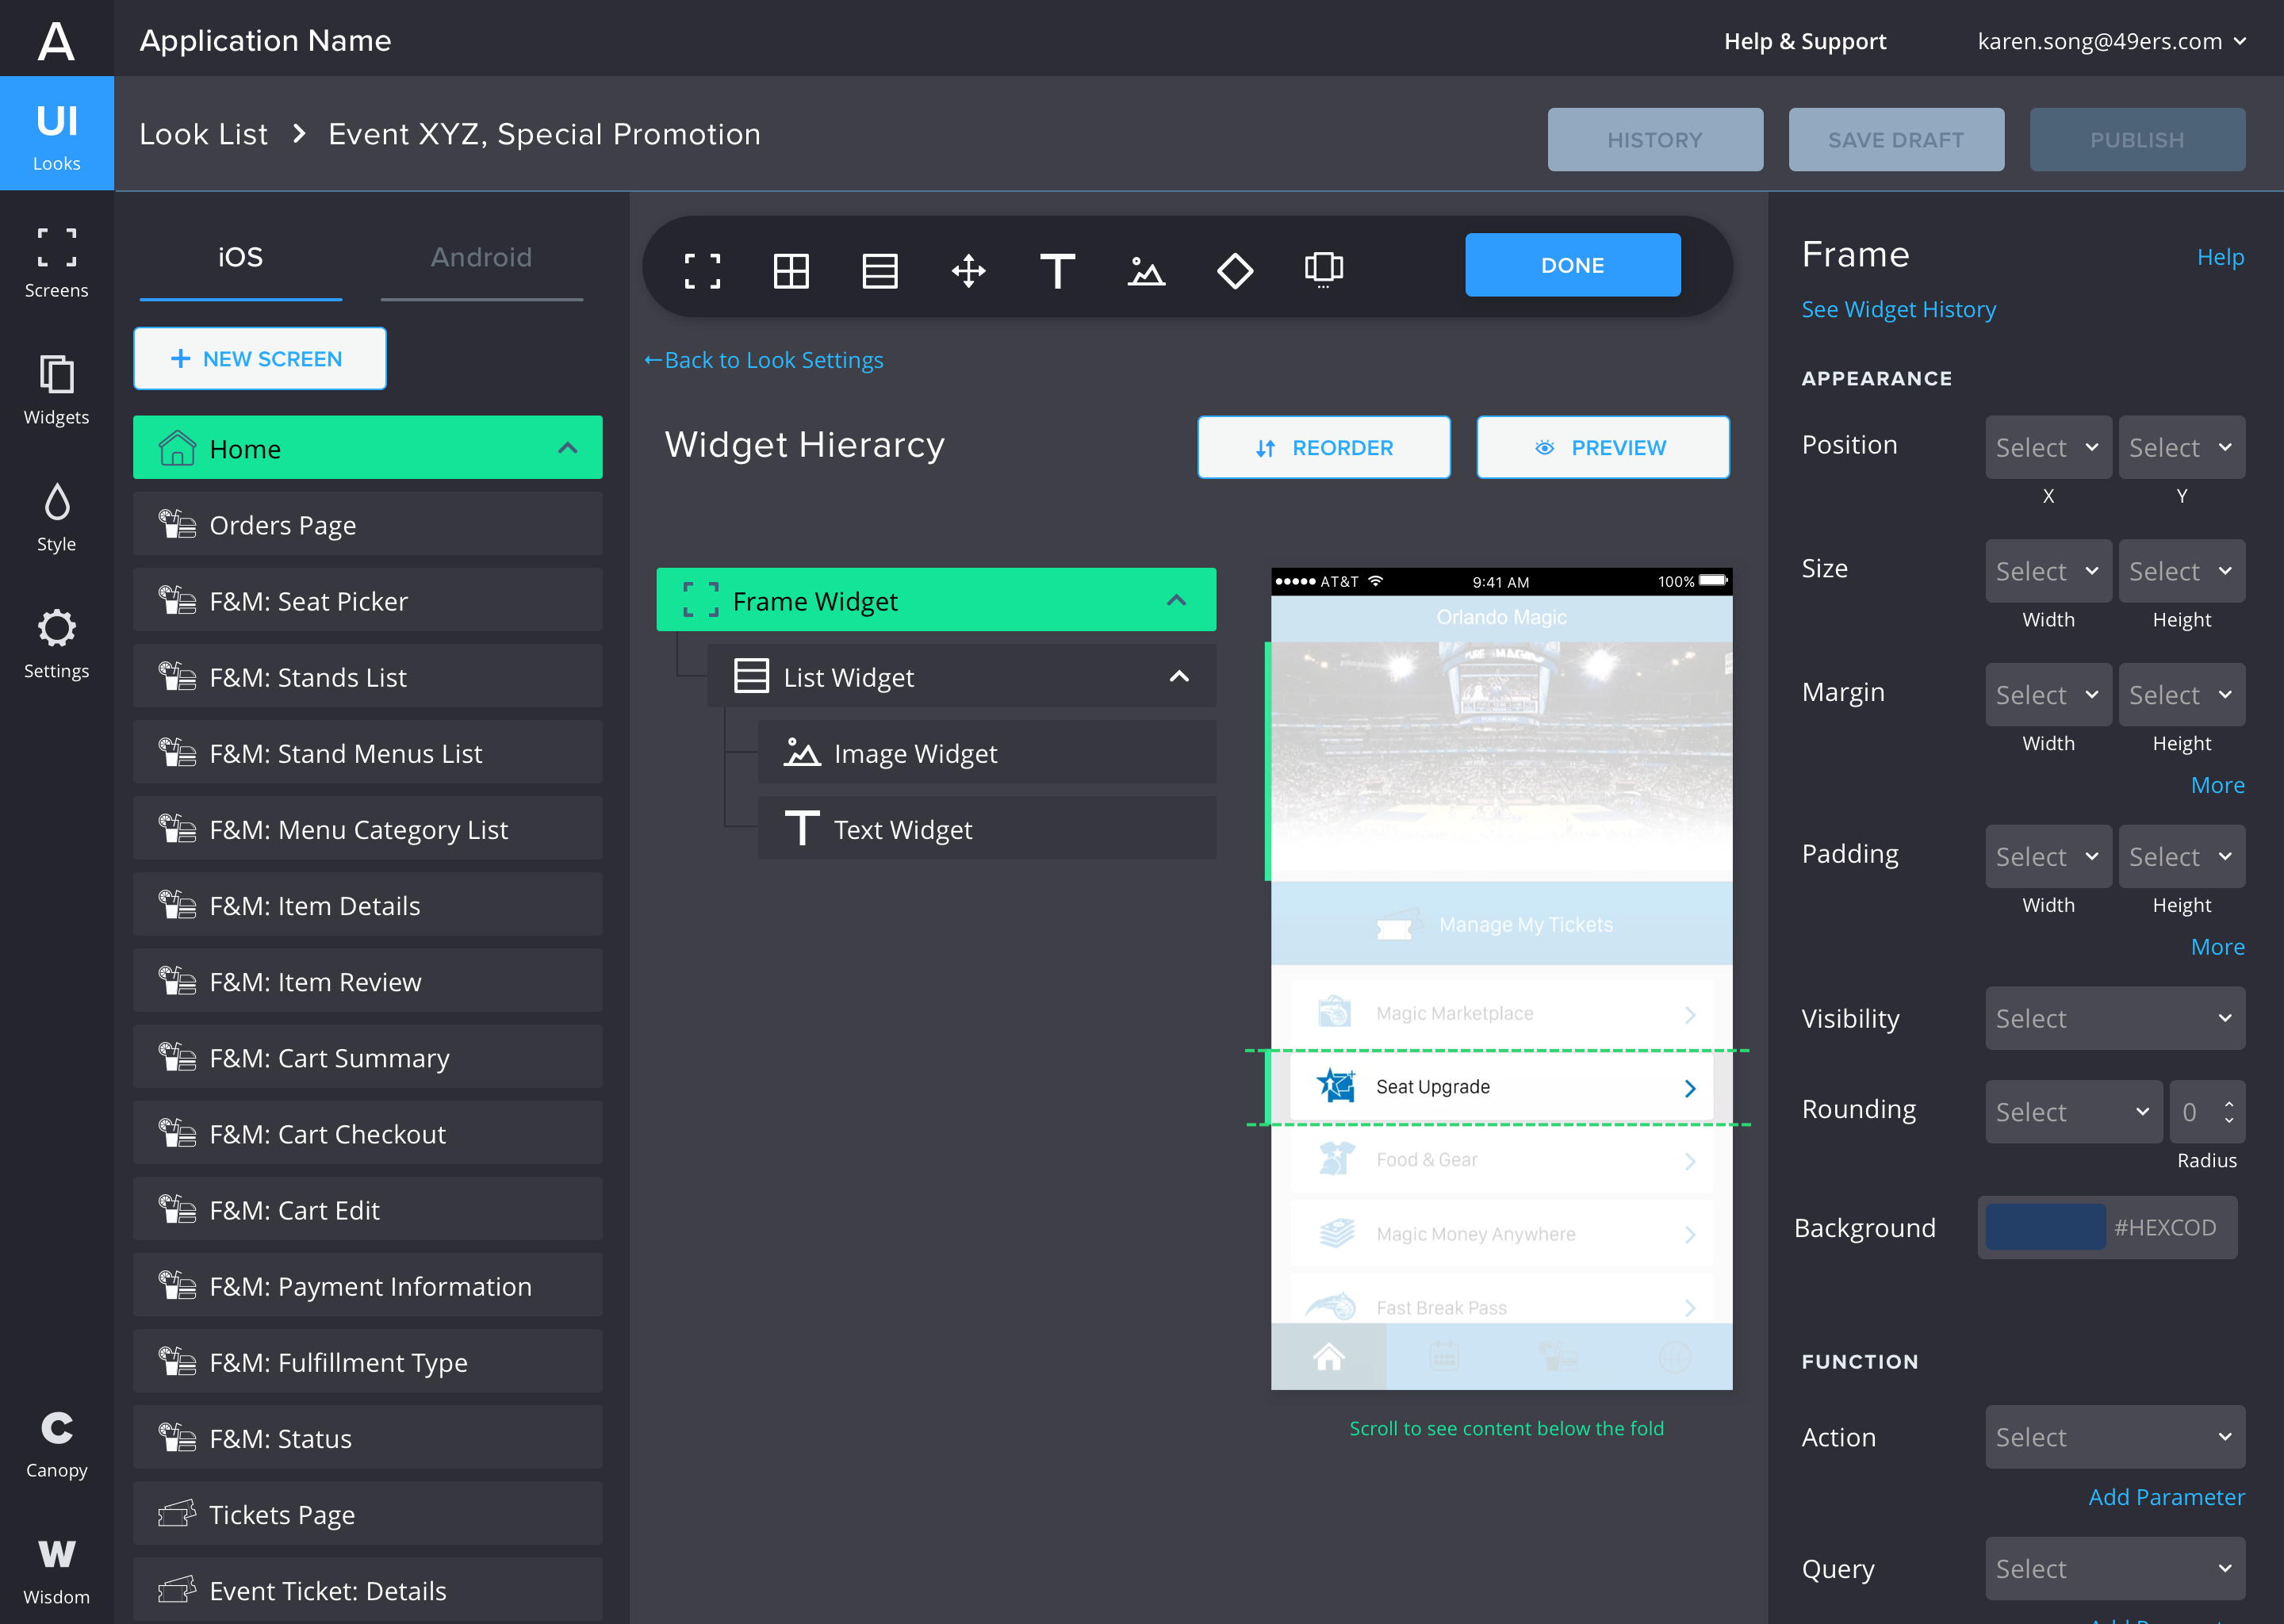 A
Application Name
Help & Support
karen.song@49ers.com
UI
Looks
Look List > Event XYZ, Special Promotion
HISTORY
SAVE DRAFT
PUBLISH
Screens
Widgets
Style
Settings
C
Canopy
W
Wisdom
iOS
Android
+ NEW SCREEN
Home
Orders Page
F&M: Seat Picker
F&M: Stands List
F&M: Stand Menus List
F&M: Menu Category List
F&M: Item Details
F&M: Item Review
F&M: Cart Summary
F&M: Cart Checkout
F&M: Cart Edit
F&M: Payment Information
F&M: Fulfillment Type
F&M: Status
Tickets Page
Event Ticket: Details
T
DONE
←Back to Look Settings
Widget Hierarcy
REORDER
PREVIEW
Frame Widget
List Widget
Image Widget
T Text Widget
AT&T
9:41 AM
100%
Orlando Magic
Manage My Tickets
Magic Marketplace
Seat Upgrade
Food & Gear
Magic Money Anywhere
Fast Break Pass
Scroll to see content below the fold
Frame
Help
See Widget History
APPEARANCE
Position
Select
Select
X
Y
Size
Select
Select
Width
Height
Margin
Select
Select
Width
Height
More
Padding
Select
Select
Width
Height
More
Visibility
Select
Rounding
Select
0
Radius
Background
#HEXCOD
FUNCTION
Action
Select
Add Parameter
Query
Select